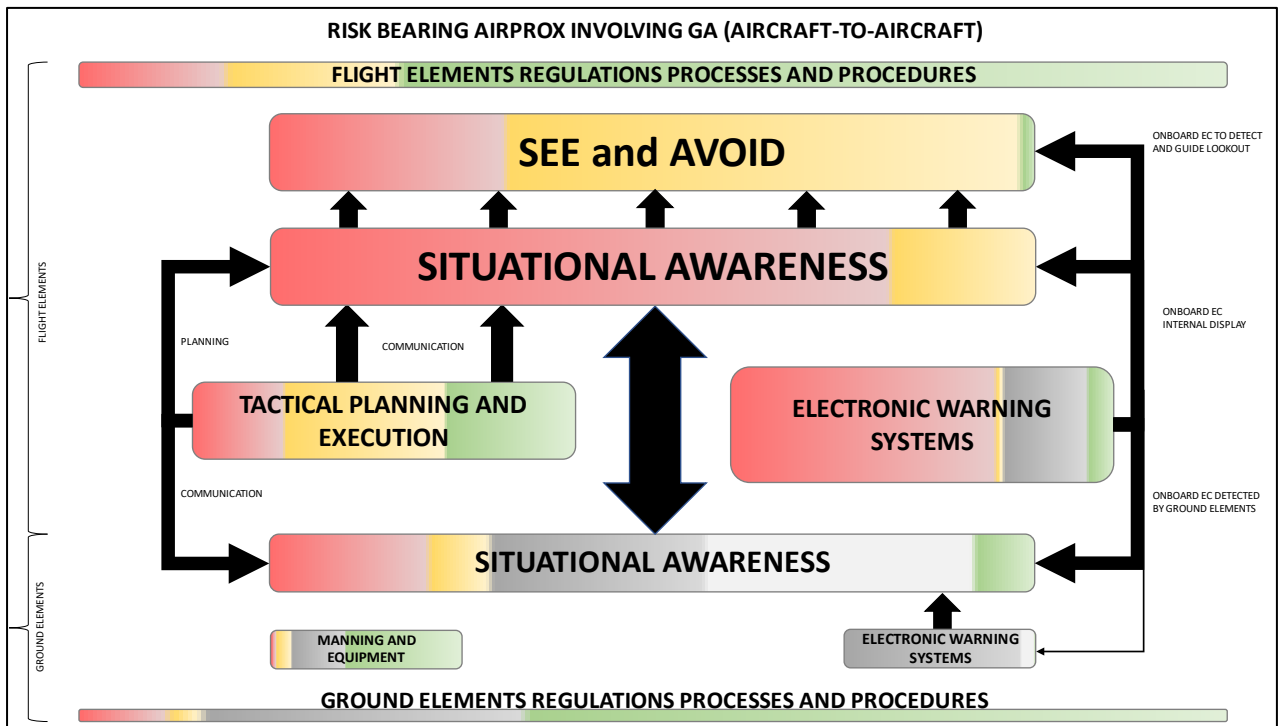 RISK BEARING AIRPROX INVOLVING GA (AIRCRAFT-TO-AIRCRAFT)
FLIGHT ELEMENTS REGULATIONS PROCESSES AND PROCEDURES
SEE and AVOID
ONBOARD EC TO DETECT
AND GUIDE LOOKOUT
SITUATIONAL AWARENESS
FLIGHT ELEMENTS
PLANNING
COMMUNICATION
ONBOARD EC
INTERNAL DISPLAY
TACTICAL PLANNING AND
EXECUTION
ELECTRONIC WARNING
SYSTEMS
COMMUNICATION
ONBOARD EC DETECTED
BY GROUND ELEMENTS
SITUATIONAL AWARENESS
GROUND ELEMENTS
MANNING AND
EQUIPMENT
ELECTRONIC WARNING
SYSTEMS
GROUND ELEMENTS REGULATIONS PROCESSES AND PROCEDURES